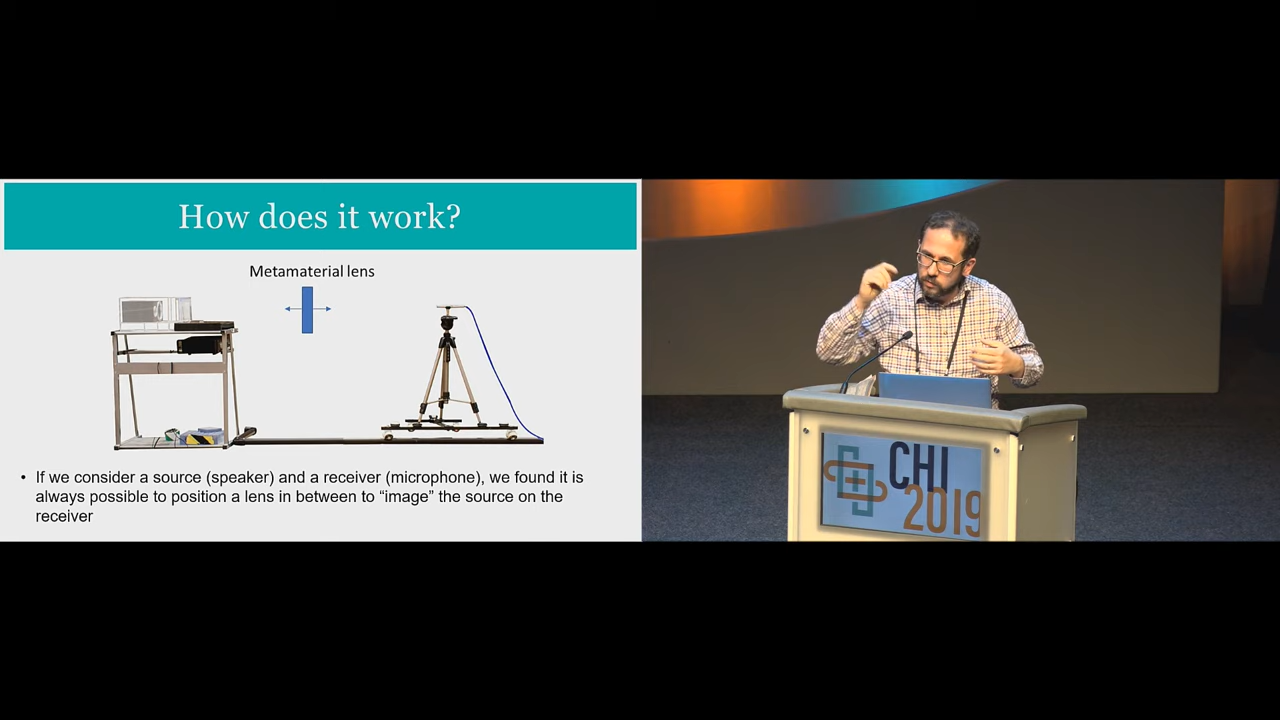 How does it work?
Metamaterial lens
• If we consider a source (speaker) and a receiver (microphone), we found it is
always possible to position a lens in between to “image” the source on the
receiver
CHI
2019